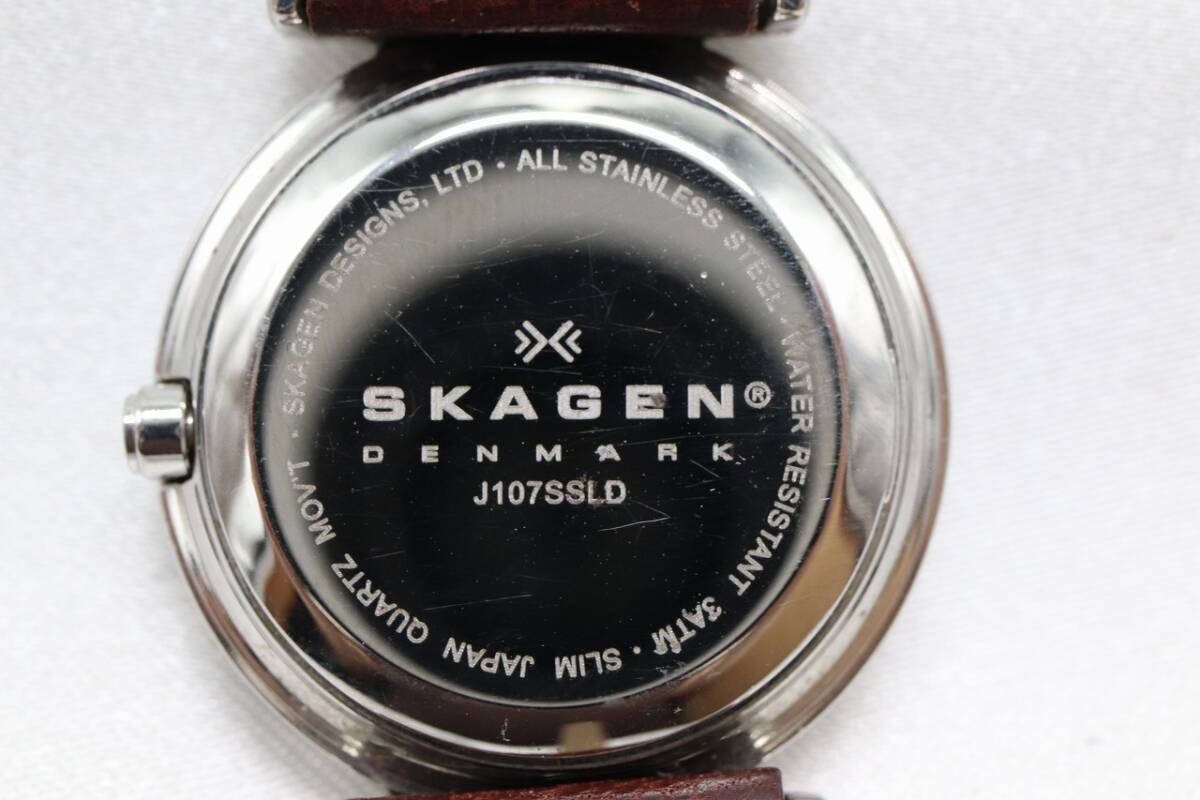 SKAGEN®
DENMARK
J107SSLD
SKAGEN DESIGNS, LTD · ALL STAINLESS STEEL · WATER RESISTANT 3ATM · SLIM JAPAN QUARTZ MOV'T ·